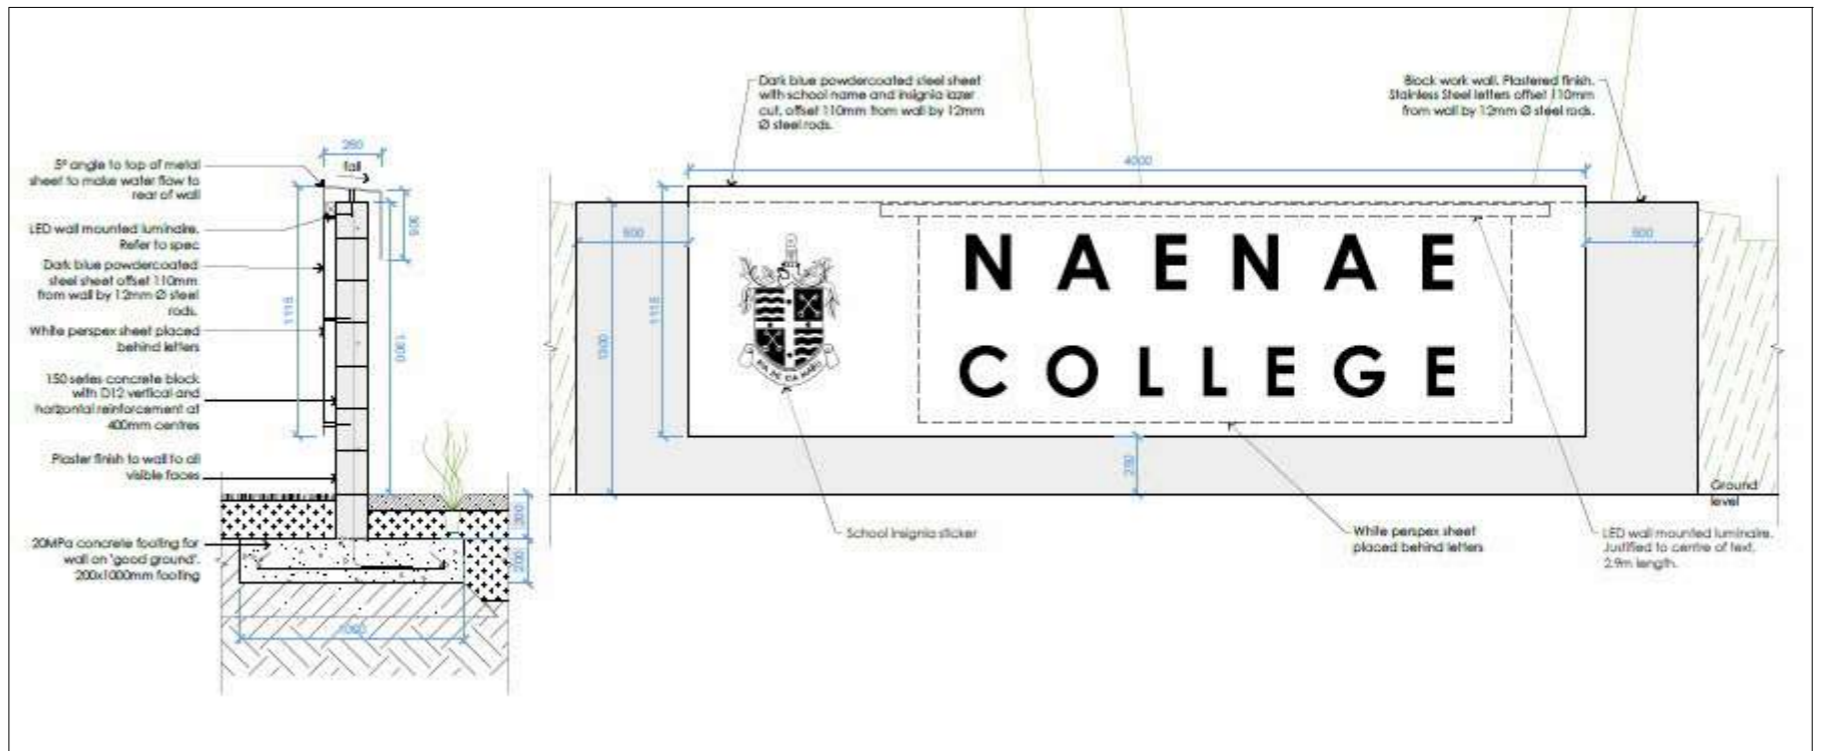 Dark blue powdercoated steel sheet
with school name and insignia lazer
cut, offset 110mm from wall by 12mm
Ø steel rods.
Block work wall. Plastered finish.
Stainless Steel letters offset 110mm
from wall by 12mm Ø steel rods.
260
fall
5° angle to top of metal
sheet to make water flow to
rear of wall
LED wall mounted luminaire.
Refer to spec
Dark blue powdercoated
steel sheet offset 110mm
from wall by 12mm Ø steel
rods.
White perspex sheet placed
behind letters
150 series concrete block
with D12 vertical and
horizontal reinforcement at
400mm centres
Plaster finish to wall to all
visible faces
20MPa concrete footing for
wall on 'good ground'.
200x1000mm footing
1115
1300
200
200
1000
4000
500
500
1300
1115
NAENAE
COLLEGE
Ground
level
School insignia sticker
White perspex sheet
placed behind letters
LED wall mounted luminaire.
Justified to centre of text.
2.9m length.